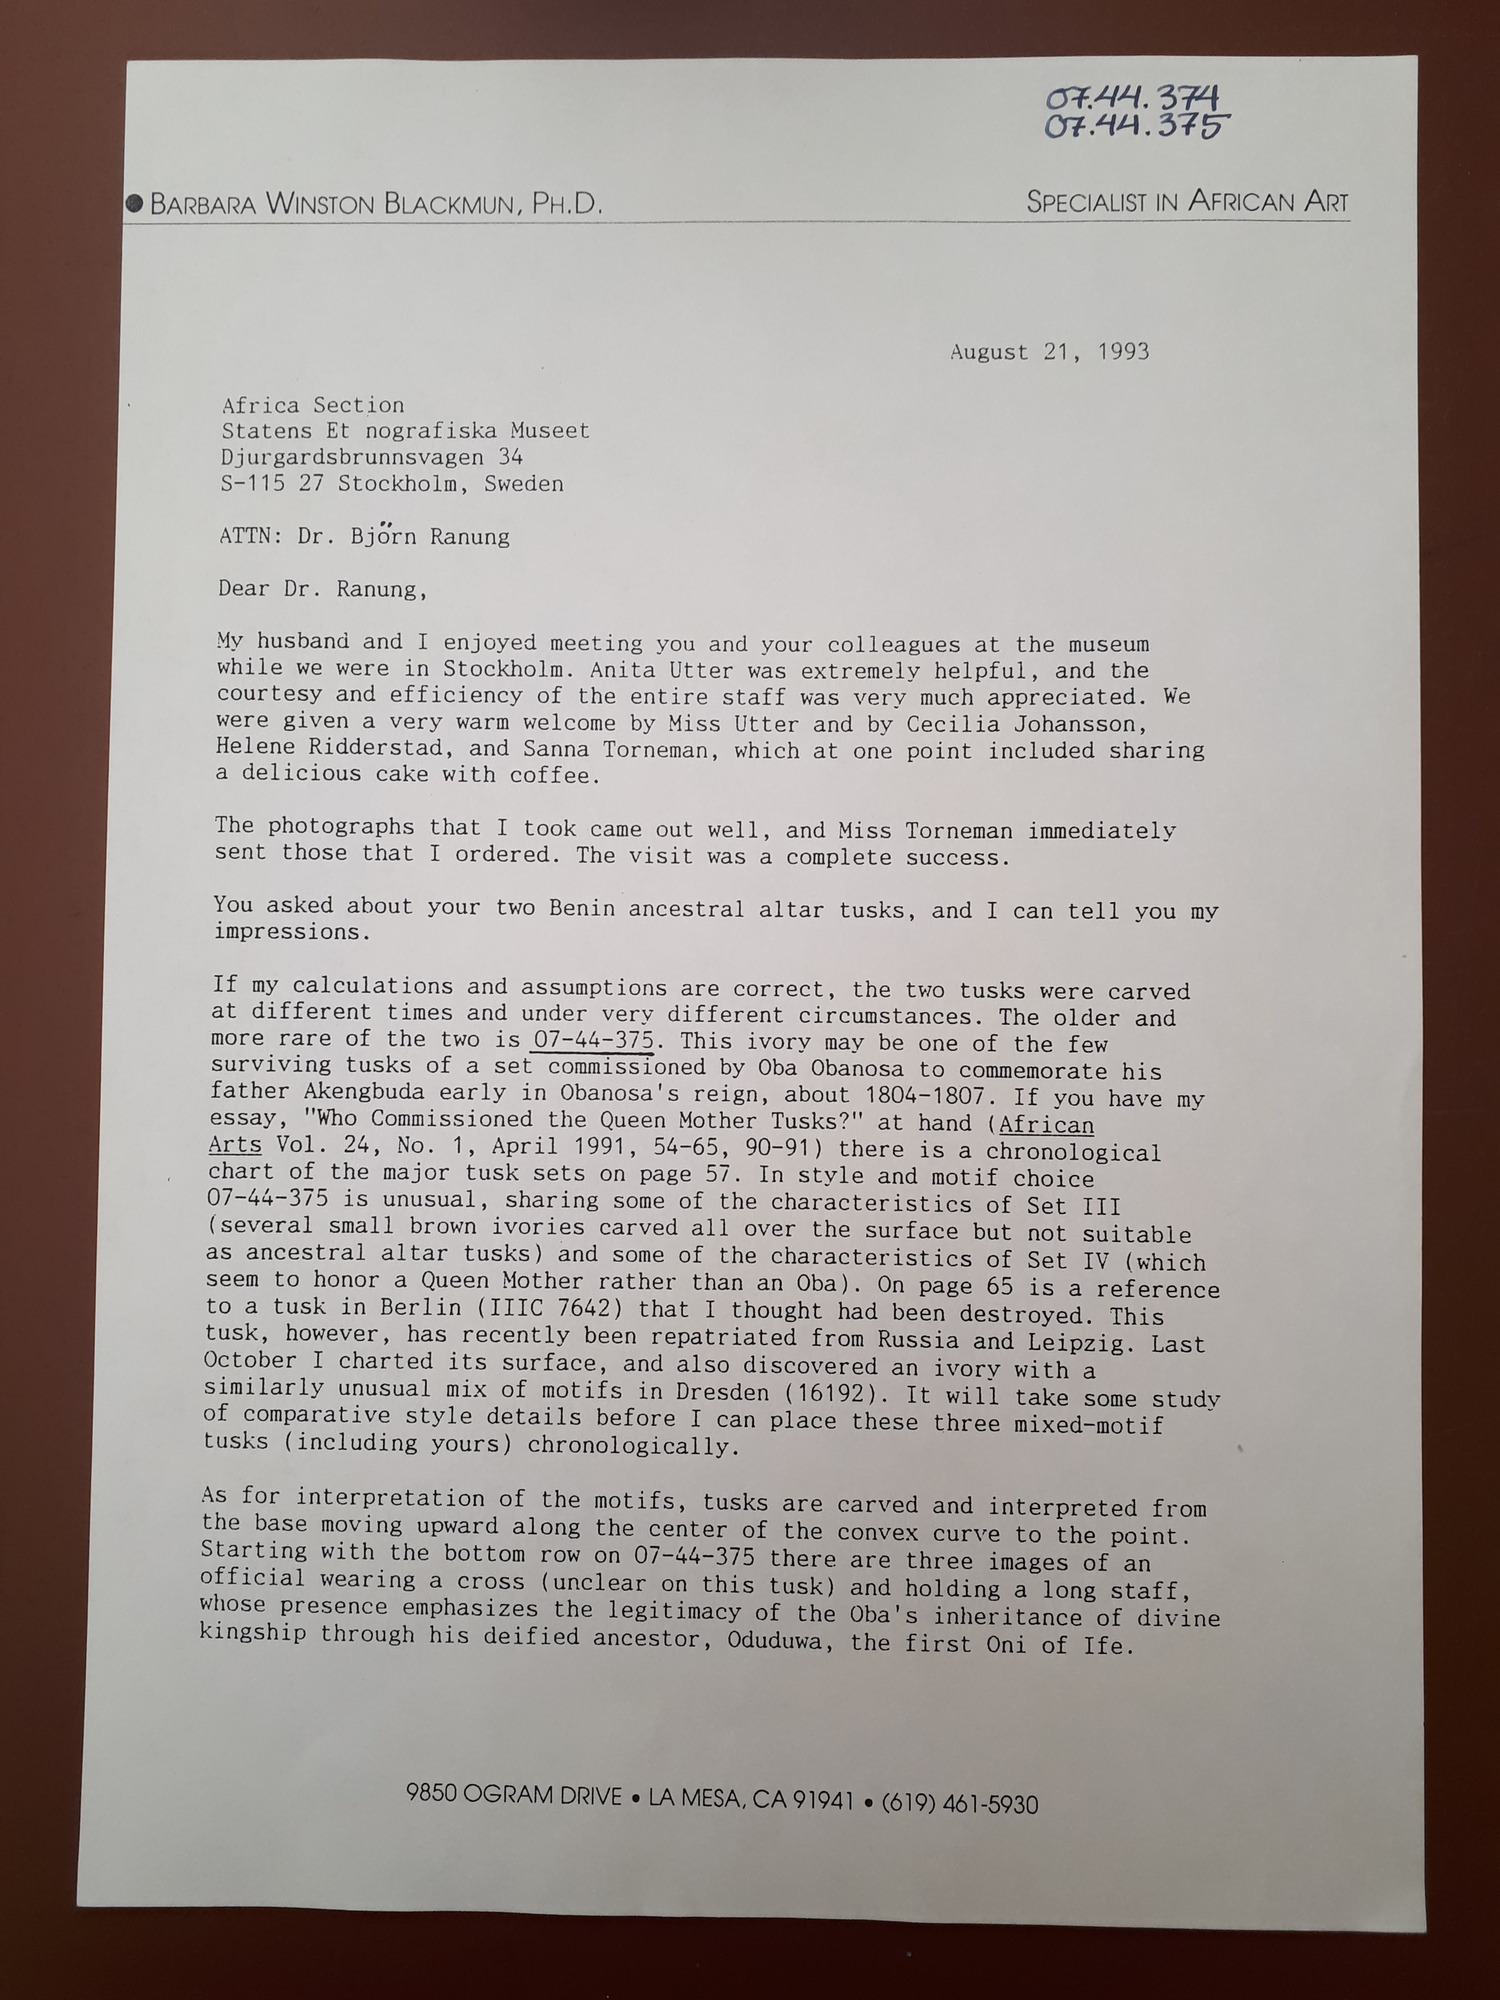 07.44.374
07.44.375
● BARBARA WINSTON BLACKMUN, PH.D. SPECIALIST IN AFRICAN ART
August 21, 1993
Africa Section
Statens Et nografiska Museet
Djurgardsbrunnsvagen 34
S-115 27 Stockholm, Sweden
ATTN: Dr. Björn Ranung
Dear Dr. Ranung,
My husband and I enjoyed meeting you and your colleagues at the museum
while we were in Stockholm. Anita Utter was extremely helpful, and the
courtesy and efficiency of the entire staff was very much appreciated. We
were given a very warm welcome by Miss Utter and by Cecilia Johansson,
Helene Ridderstad, and Sanna Torneman, which at one point included sharing
a delicious cake with coffee.
The photographs that I took came out well, and Miss Torneman immediately
sent those that I ordered. The visit was a complete success.
You asked about your two Benin ancestral altar tusks, and I can tell you my
impressions.
If my calculations and assumptions are correct, the two tusks were carved
at different times and under very different circumstances. The older and
more rare of the two is 07-44-375. This ivory may be one of the few
surviving tusks of a set commissioned by Oba Obanosa to commemorate his
father Akengbuda early in Obanosa's reign, about 1804-1807. If you have my
essay, "Who Commissioned the Queen Mother Tusks?" at hand (African
Arts Vol. 24, No. 1, April 1991, 54-65, 90-91) there is a chronological
chart of the major tusk sets on page 57. In style and motif choice
07-44-375 is unusual, sharing some of the characteristics of Set III
(several small brown ivories carved all over the surface but not suitable
as ancestral altar tusks) and some of the characteristics of Set IV (which
seem to honor a Queen Mother rather than an Oba). On page 65 is a reference
to a tusk in Berlin (IIIC 7642) that I thought had been destroyed. This
tusk, however, has recently been repatriated from Russia and Leipzig. Last
October I charted its surface, and also discovered an ivory with a
similarly unusual mix of motifs in Dresden (16192). It will take some study
of comparative style details before I can place these three mixed-motif
tusks (including yours) chronologically.
As for interpretation of the motifs, tusks are carved and interpreted from
the base moving upward along the center of the convex curve to the point.
Starting with the bottom row on 07-44-375 there are three images of an
official wearing a cross (unclear on this tusk) and holding a long staff,
whose presence emphasizes the legitimacy of the Oba's inheritance of divine
kingship through his deified ancestor, Oduduwa, the first Oni of Ife.
9850 OGRAM DRIVE • LA MESA, CA 91941 • (619) 461-5930